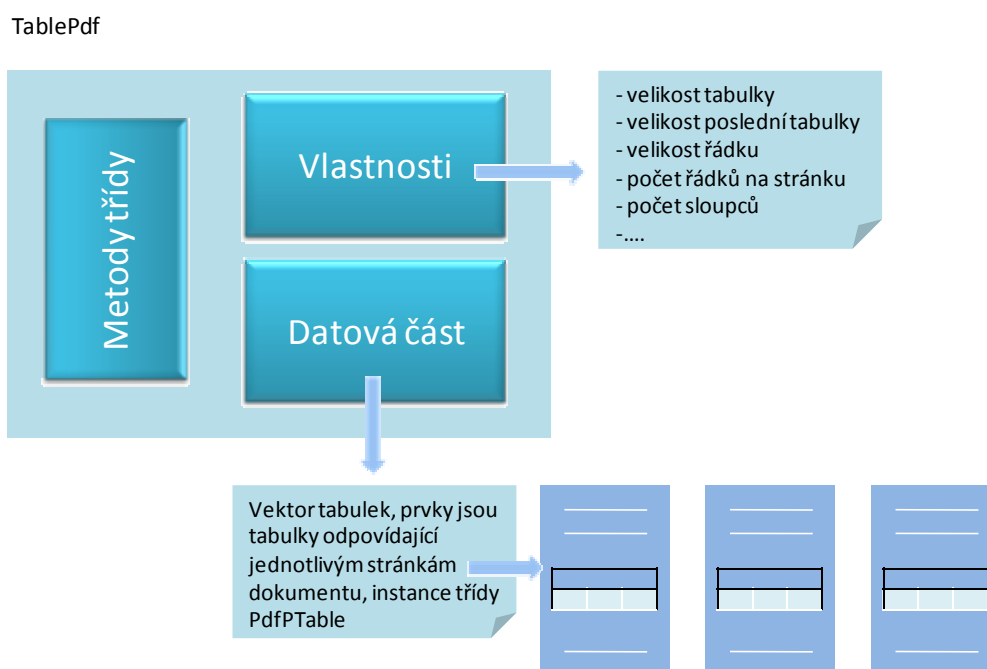 TablePdf
Metody třídy
Vlastnosti
Datová část
- velikost tabulky
- velikost poslední tabulky
- velikost řádku
- počet řádků na stránku
- počet sloupců
-....
Vektor tabulek, prvky jsou
tabulky odpovídající
jednotlivým stránkám
dokumentu, instance třídy
PdfPTable